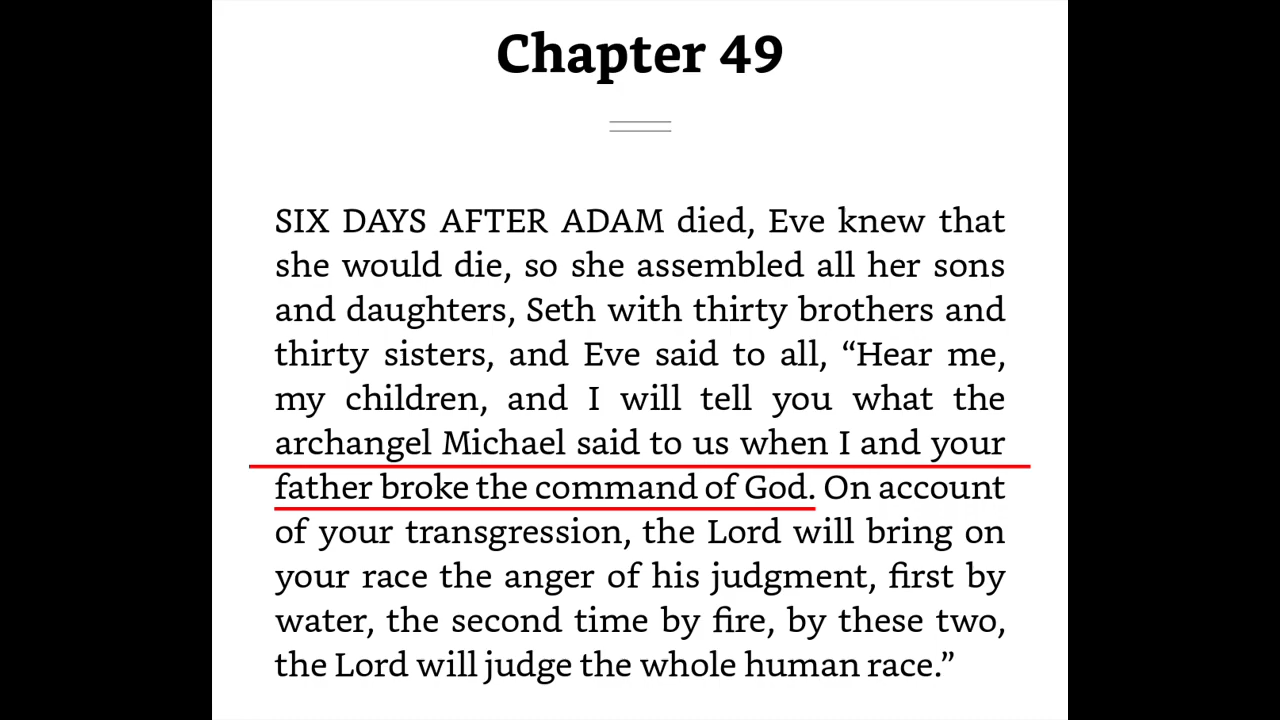 Chapter 49
SIX DAYS AFTER ADAM died, Eve knew that
she would die, so she assembled all her sons
and daughters, Seth with thirty brothers and
thirty sisters, and Eve said to all, “Hear me,
my children, and I will tell you what the
archangel Michael said to us when I and your
father broke the command of God. On account
of your transgression, the Lord will bring on
your race the anger of his judgment, first by
water, the second time by fire, by these two,
the Lord will judge the whole human race.”